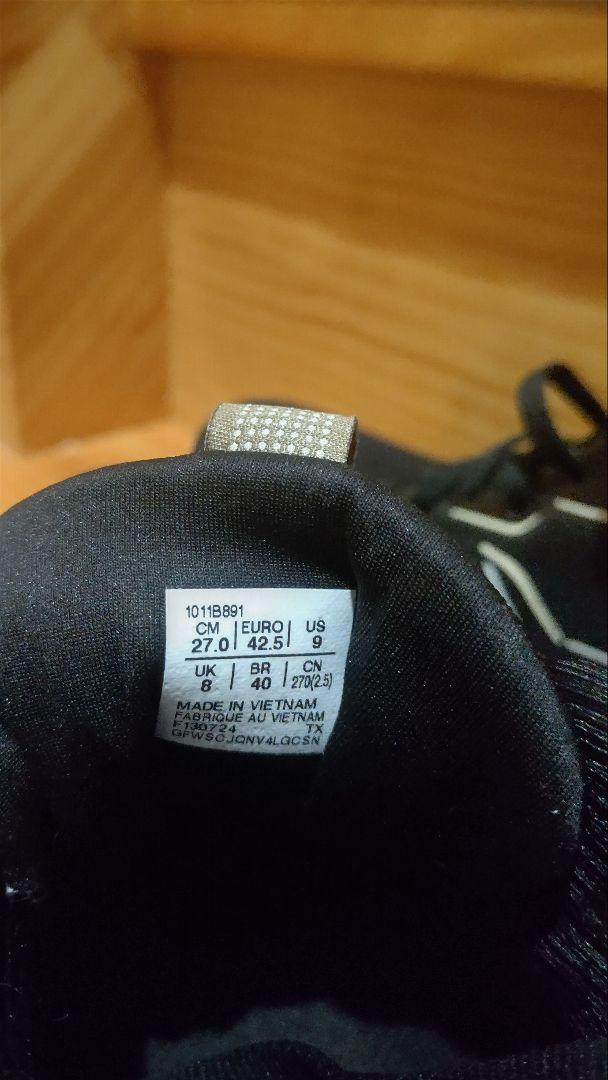 1011B891
CM EURO US
27.0 42.5 9
UK BR CN
8 40 270(2.5)
MADE IN VIETNAM
FABRIQUE AU VIETNAM
F130724 TX
GFWSCJQNV4LGCSN